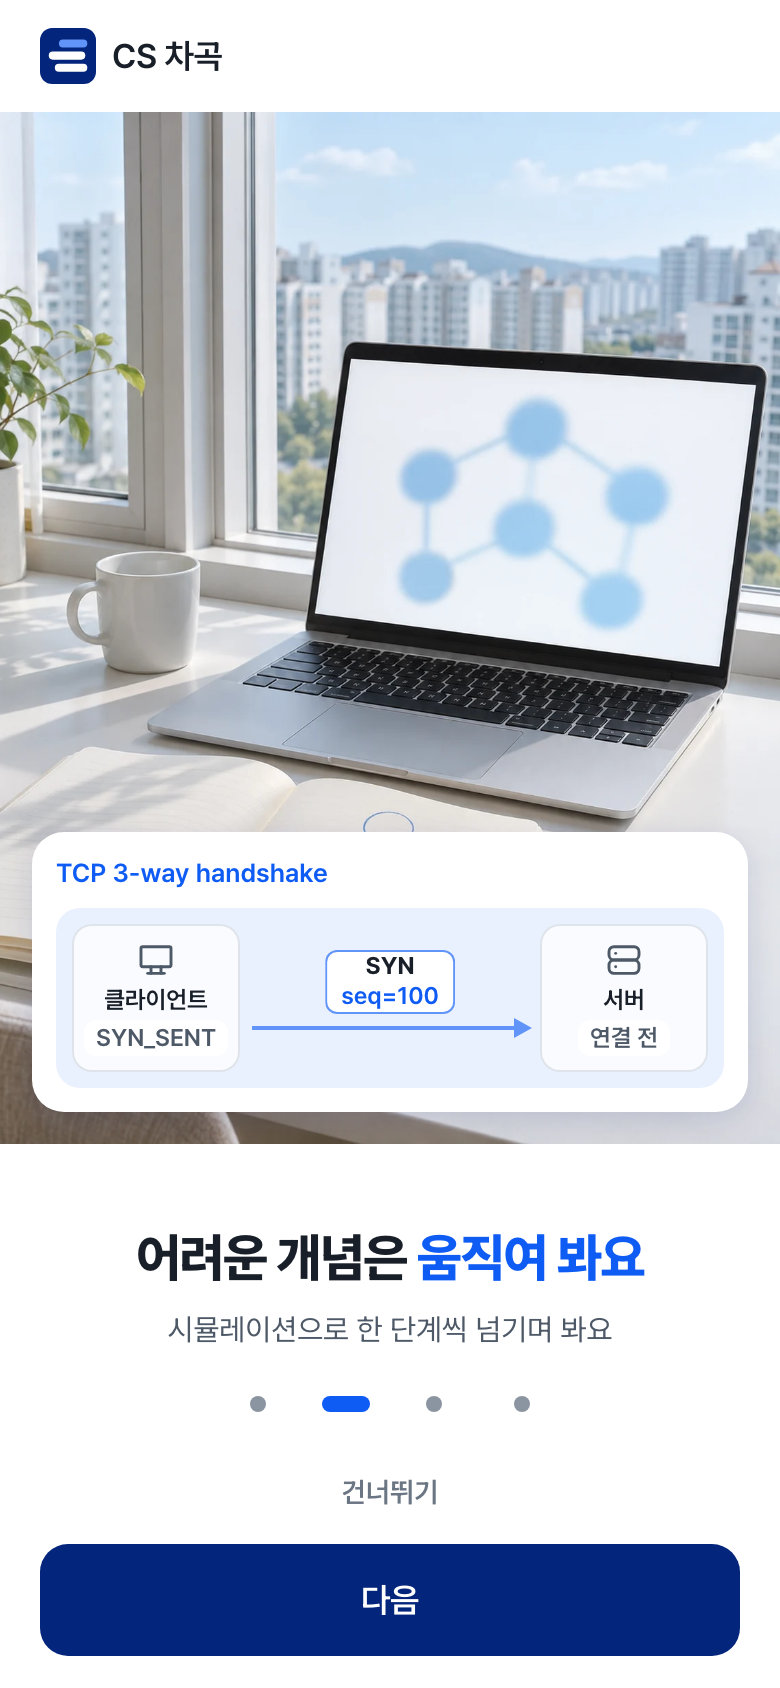 CS 차곡
TCP 3-way handshake
SYN
seq=100
클라이언트
SYN_SENT
서버
연결 전
어려운 개념은 움직여 봐요
시뮬레이션으로 한 단계씩 넘기며 봐요
건너뛰기
다음